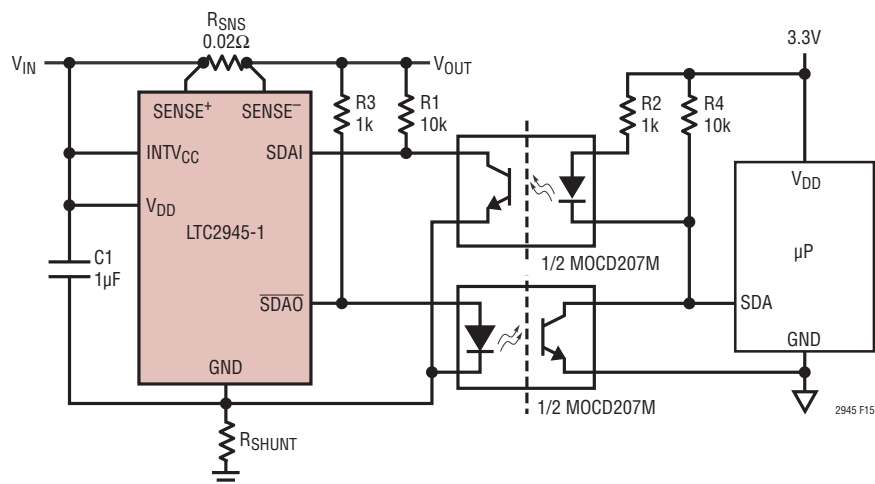 RSNS
0.02Ω
VIN
VOUT
3.3V
SENSE+
SENSE–
R3
1k
R1
10k
R2
1k
R4
10k
INTVCC
SDAI
VDD
VDD
LTC2945-1
µP
C1
1µF
1/2 MOCD207M
SDAO
SDA
GND
GND
1/2 MOCD207M
RSHUNT
2945 F15